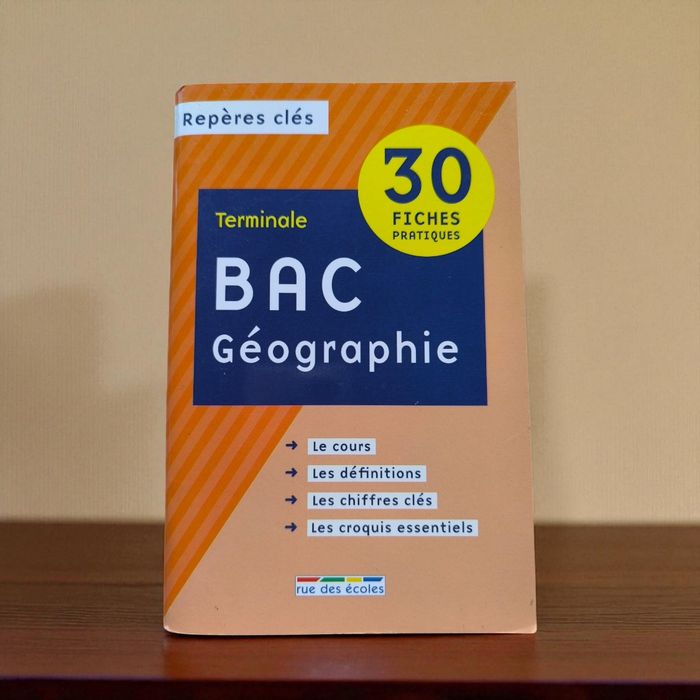 Repères clés
30
FICHES
PRATIQUES
Terminale
BAC
Géographie
➜ Le cours
➜ Les définitions
➜ Les chiffres clés
➜ Les croquis essentiels
rue des écoles